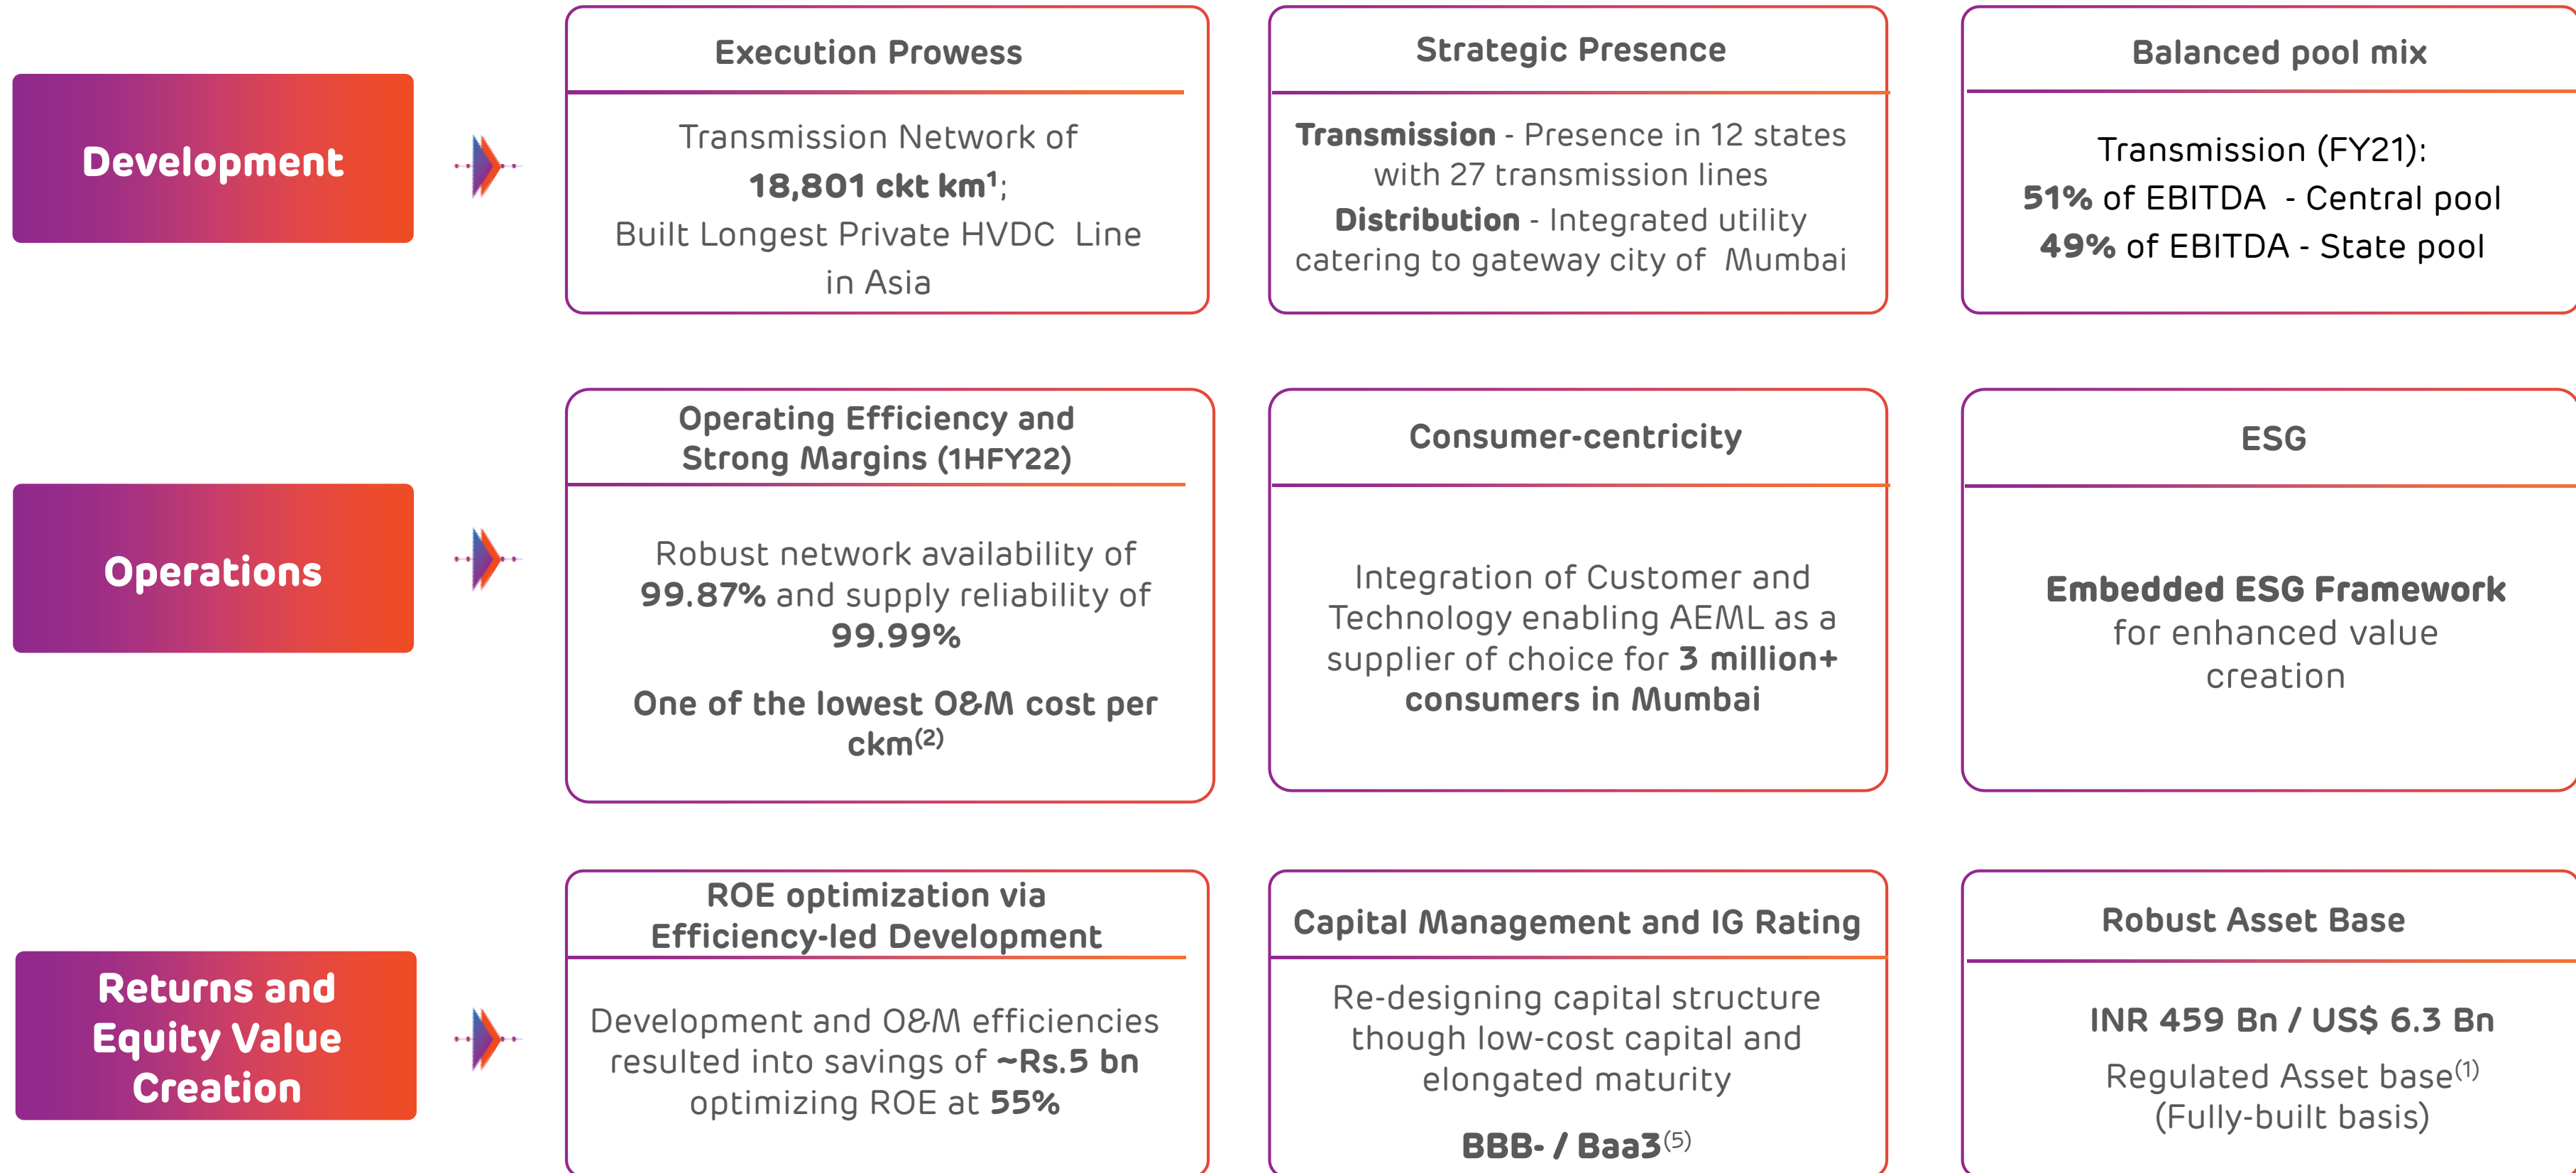 Development
Execution Prowess
Transmission Network of
18,801 ckt km¹;
Built Longest Private HVDC Line
in Asia
Strategic Presence
Transmission - Presence in 12 states
with 27 transmission lines
Distribution - Integrated utility
catering to gateway city of Mumbai
Balanced pool mix
Transmission (FY21):
51% of EBITDA - Central pool
49% of EBITDA - State pool
Operations
Operating Efficiency and
Strong Margins (1HFY22)
Robust network availability of
99.87% and supply reliability of
99.99%
One of the lowest O&M cost per
ckm(2)
Consumer-centricity
Integration of Customer and
Technology enabling AEML as a
supplier of choice for 3 million+
consumers in Mumbai
ESG
Embedded ESG Framework
for enhanced value
creation
Returns and
Equity Value
Creation
ROE optimization via
Efficiency-led Development
Development and O&M efficiencies
resulted into savings of ~Rs.5 bn
optimizing ROE at 55%
Capital Management and IG Rating
Re-designing capital structure
though low-cost capital and
elongated maturity
BBB- / Baa3(5)
Robust Asset Base
INR 459 Bn / US$ 6.3 Bn
Regulated Asset base(1)
(Fully-built basis)